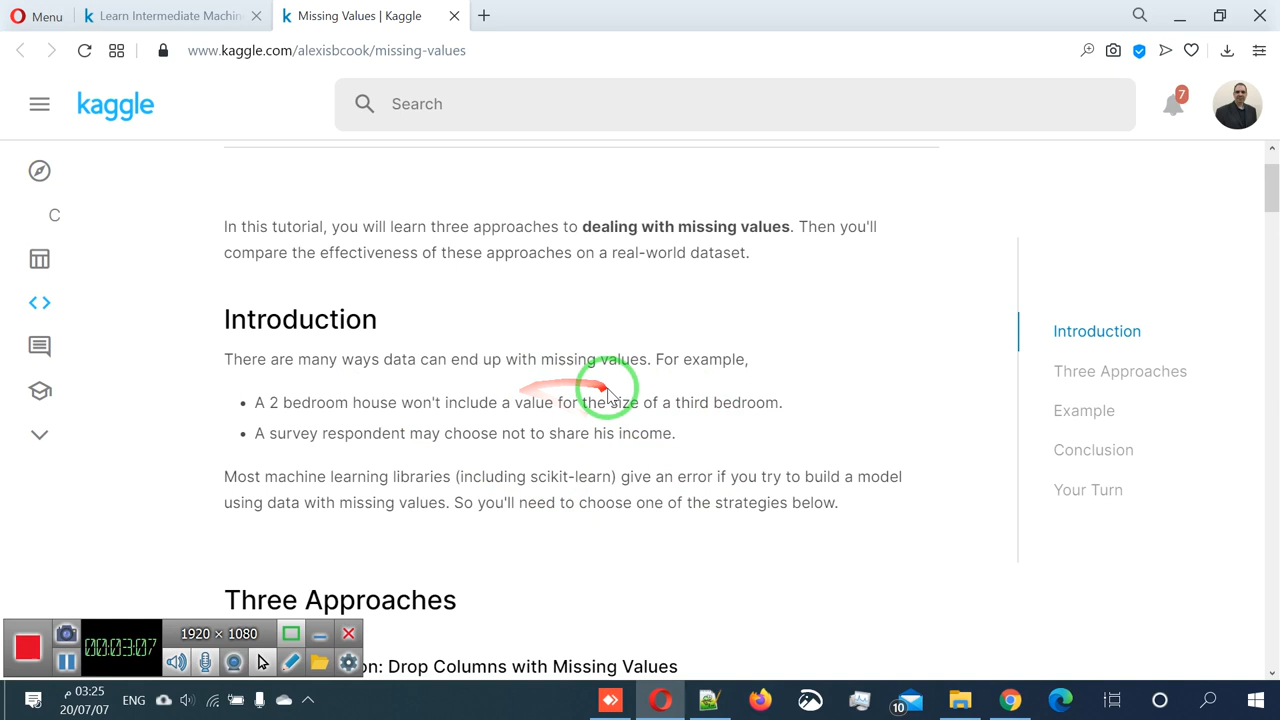 Menu
Learn Intermediate Machin
Missing Values | Kaggle
www.kaggle.com/alexisbcook/missing-values
kaggle
Search
7
C
In this tutorial, you will learn three approaches to dealing with missing values. Then you'll
compare the effectiveness of these approaches on a real-world dataset.
Introduction
There are many ways data can end up with missing values. For example,
• A 2 bedroom house won't include a value for the size of a third bedroom.
• A survey respondent may choose not to share his income.
Most machine learning libraries (including scikit-learn) give an error if you try to build a model
using data with missing values. So you'll need to choose one of the strategies below.
Three Approaches
on: Drop Columns with Missing Values
Introduction
Three Approaches
Example
Conclusion
Your Turn
00:03:07
1920 × 1080
03:25 م
20/07/07
ENG
10